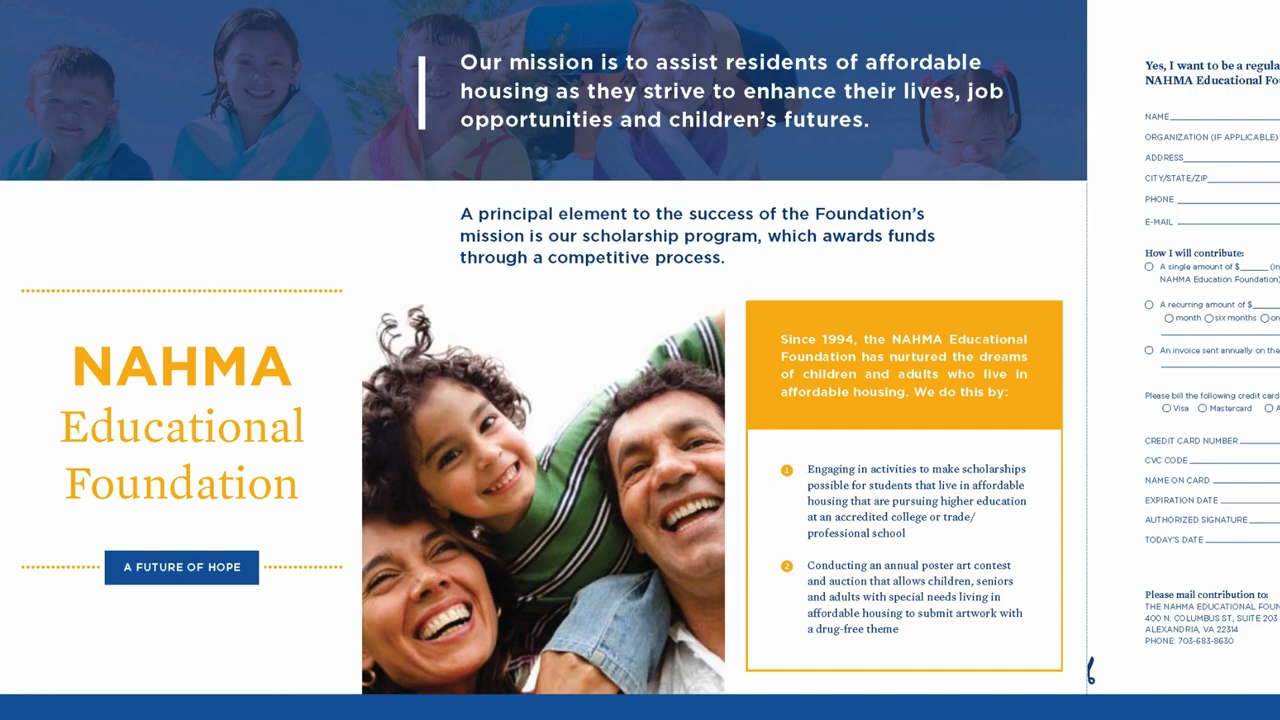 Our mission is to assist residents of affordable
housing as they strive to enhance their lives, job
opportunities and children's futures.
A principal element to the success of the Foundation's
mission is our scholarship program, which awards funds
through a competitive process.
NAHMA
Educational
Foundation
A FUTURE OF HOPE
Since 1994, the NAHMA Educational
Foundation has nurtured the dreams
of children and adults who live in
affordable housing. We do this by:
1 Engaging in activities to make scholarships
possible for students that live in affordable
housing that are pursuing higher education
at an accredited college or trade/
professional school
2 Conducting an annual poster art contest
and auction that allows children, seniors
and adults with special needs living in
affordable housing to submit artwork with
a drug-free theme
Yes, I want to be a regula
NAHMA Educational Fou
NAME
ORGANIZATION (IF APPLICABLE)
ADDRESS
CITY/STATE/ZIP
PHONE
E-MAIL
How I will contribute:
A single amount of $______ (in
NAHMA Education Foundation)
A recurring amount of $
month six months on
An invoice sent annually on the
Please bill the following credit card
Visa Mastercard A
CREDIT CARD NUMBER
CVC CODE
NAME ON CARD
EXPIRATION DATE
AUTHORIZED SIGNATURE
TODAY'S DATE
Please mail contribution to:
THE NAHMA EDUCATIONAL FOUN
400 N. COLUMBUS ST, SUITE 203
ALEXANDRIA, VA 22314
PHONE: 703-683-8630